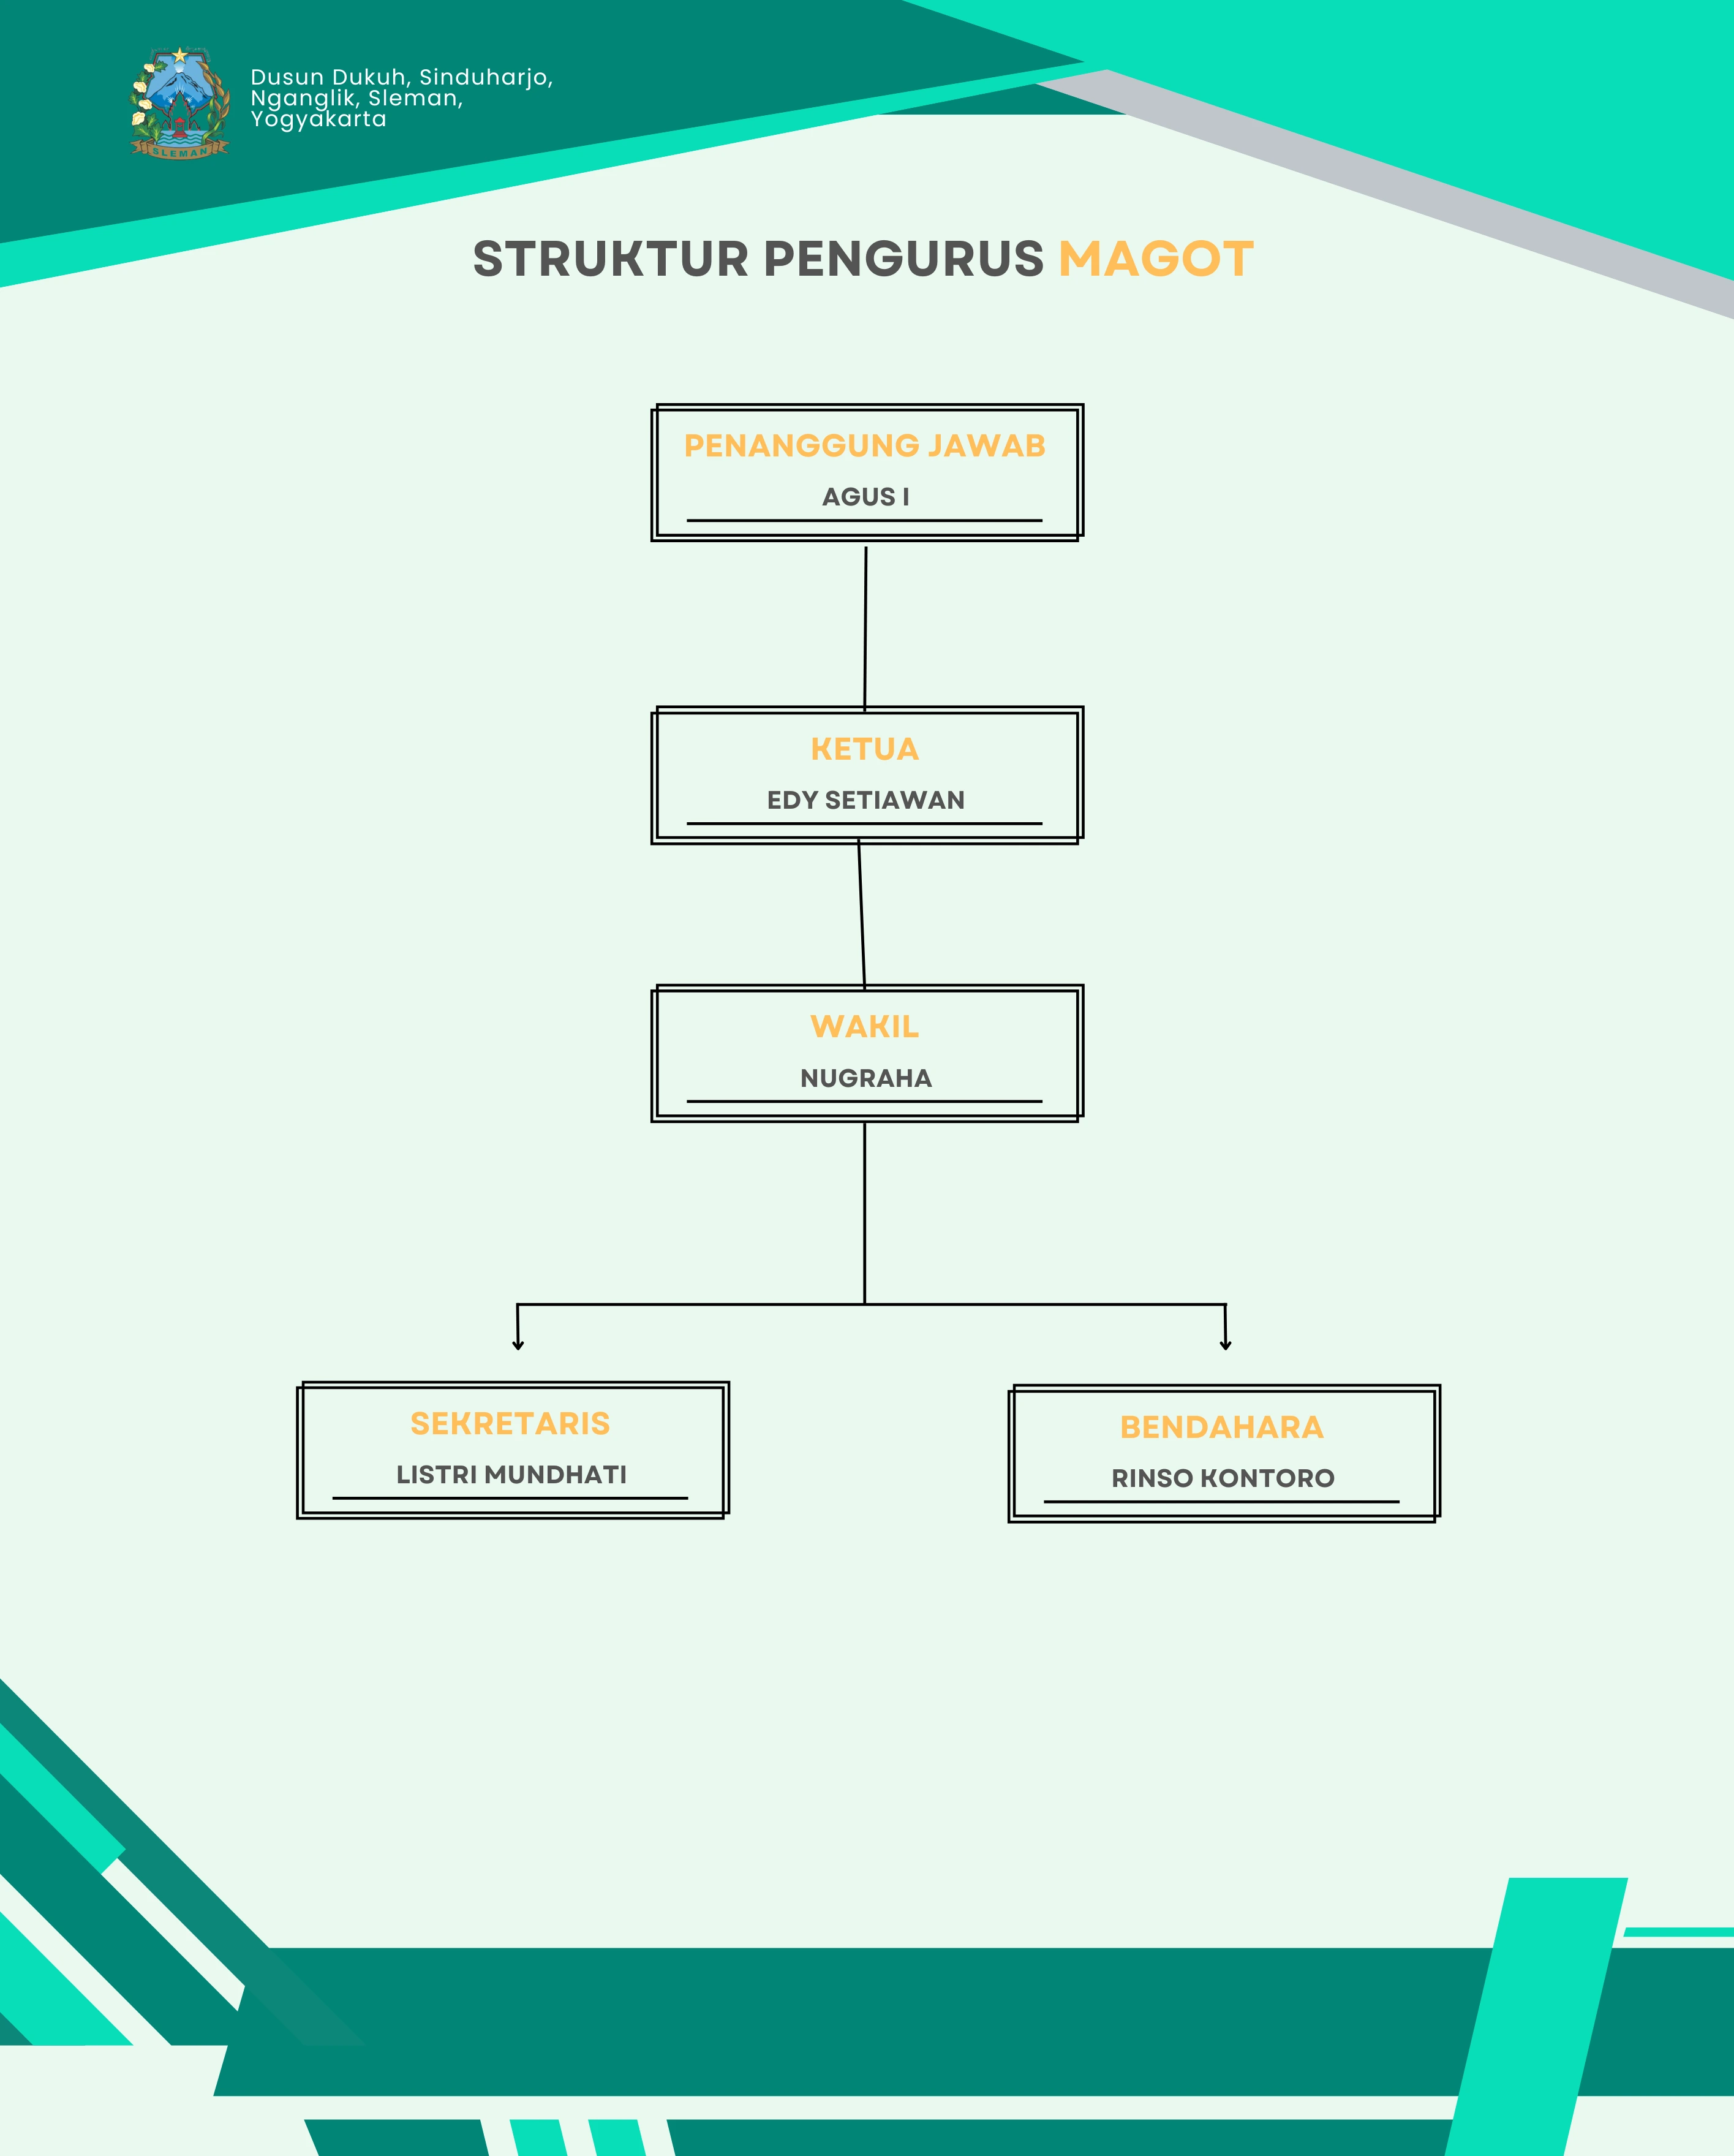 Dusun Dukuh, Sinduharjo,
Nganglik, Sleman,
Yogyakarta
SLEMAN
STRUKTUR PENGURUS MAGOT
PENANGGUNG JAWAB
AGUS I
KETUA
EDY SETIAWAN
WAKIL
NUGRAHA
SEKRETARIS
LISTRI MUNDHATI
BENDAHARA
RINSO KONTORO